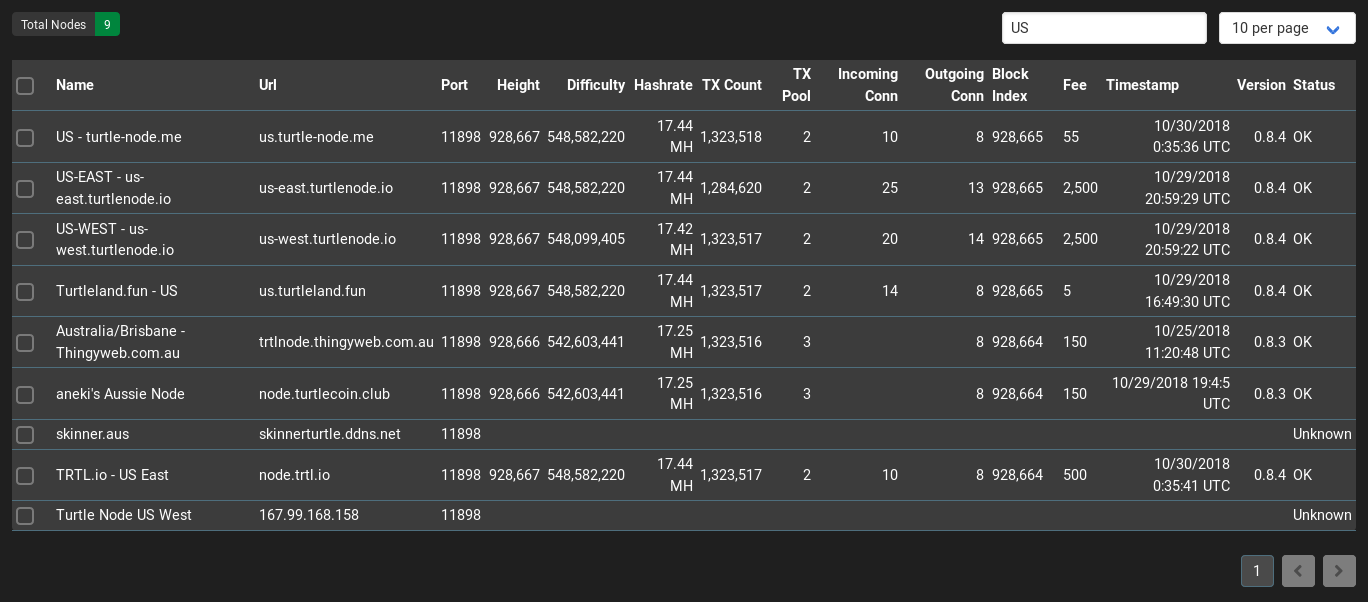 Total Nodes 9 US 10 per page
Name Url Port Height Difficulty Hashrate TX Count TX Pool Incoming Conn Outgoing Conn Block Index Fee Timestamp Version Status
US - turtle-node.me us.turtle-node.me 11898 928,667 548,582,220 17.44 MH 1,323,518 2 10 8 928,665 55 10/30/2018 0:35:36 UTC 0.8.4 OK
US-EAST - us-east.turtlenode.io us-east.turtlenode.io 11898 928,667 548,582,220 17.44 MH 1,284,620 2 25 13 928,665 2,500 10/29/2018 20:59:29 UTC 0.8.4 OK
US-WEST - us-west.turtlenode.io us-west.turtlenode.io 11898 928,667 548,099,405 17.42 MH 1,323,517 2 20 14 928,665 2,500 10/29/2018 20:59:22 UTC 0.8.4 OK
Turtleland.fun - US us.turtleland.fun 11898 928,667 548,582,220 17.44 MH 1,323,517 2 14 8 928,665 5 10/29/2018 16:49:30 UTC 0.8.4 OK
Australia/Brisbane - Thingyweb.com.au trtlnode.thingyweb.com.au 11898 928,666 542,603,441 17.25 MH 1,323,516 3 8 928,664 150 10/25/2018 11:20:48 UTC 0.8.3 OK
aneki's Aussie Node node.turtlecoin.club 11898 928,666 542,603,441 17.25 MH 1,323,516 3 8 928,664 150 10/29/2018 19:4:5 UTC 0.8.3 OK
skinner.aus skinnerturtle.ddns.net 11898 Unknown
TRTL.io - US East node.trtl.io 11898 928,667 548,582,220 17.44 MH 1,323,517 2 10 8 928,665 500 10/30/2018 0:35:41 UTC 0.8.4 OK
Turtle Node US West 167.99.168.158 11898 Unknown
1